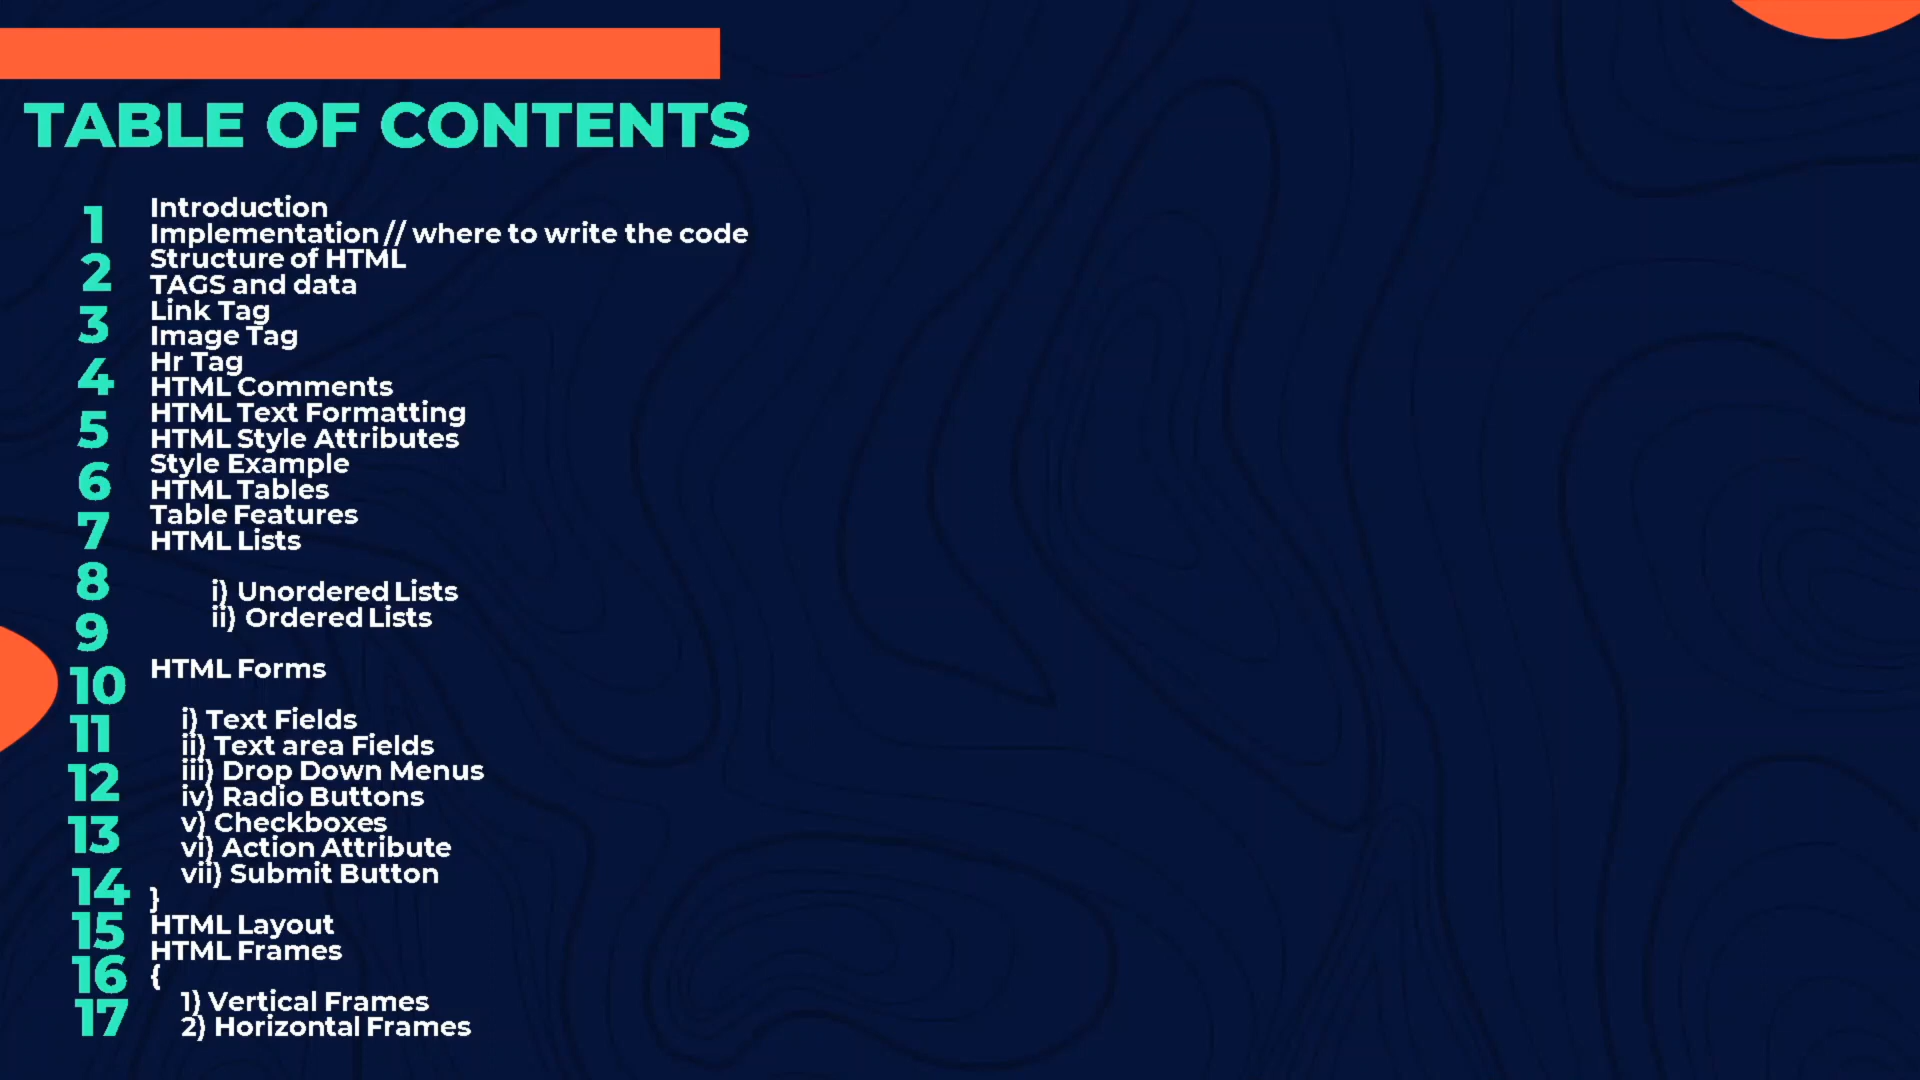 TABLE OF CONTENTS
1
2
3
4
5
6
7
8
9
10
11
12
13
14
15
16
17
Introduction
Implementation // where to write the code
Structure of HTML
TAGS and data
Link Tag
Image Tag
Hr Tag
HTML Comments
HTML Text Formatting
HTML Style Attributes
Style Example
HTML Tables
Table Features
HTML Lists
i) Unordered Lists
ii) Ordered Lists
HTML Forms
i) Text Fields
ii) Text area Fields
iii) Drop Down Menus
iv) Radio Buttons
v) Checkboxes
vi) Action Attribute
vii) Submit Button
}
HTML Layout
HTML Frames
{
1) Vertical Frames
2) Horizontal Frames